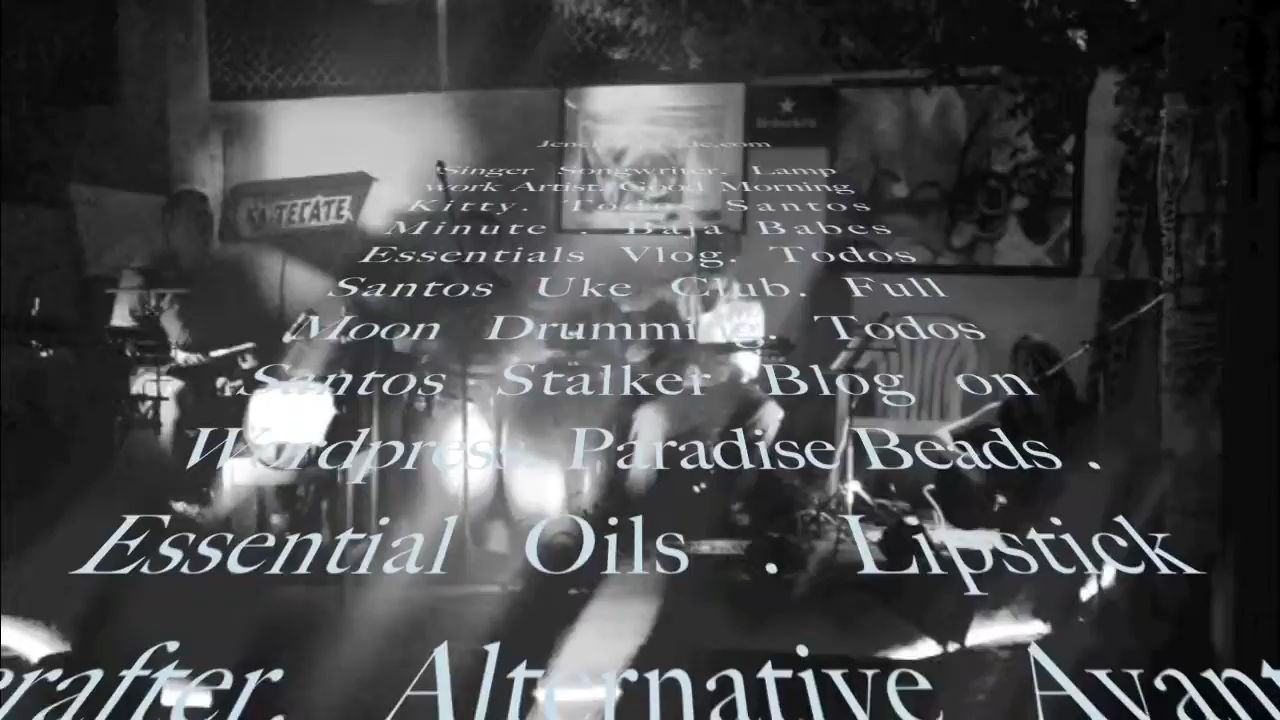 Singer Songwriter. Lamp
work Artist. Good Morning
Kitty. Todos Santos
Minute . Baja Babes
Essentials Vlog. Todos
Santos Uke Club. Full
Moon Drumming. Todos
Santos Stalker Blog on
Wordpress. Paradise Beads .
Essential Oils . Lipstick
Alternative
TECATE